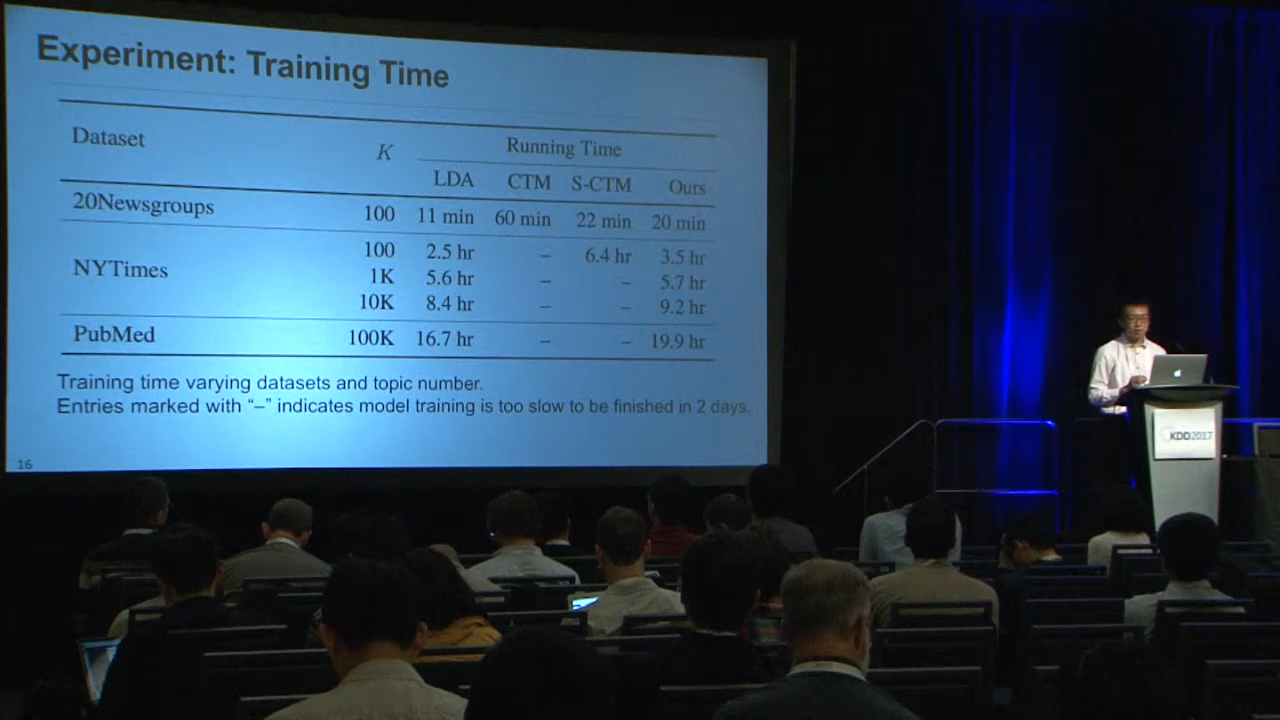 Experiment: Training Time
Dataset K Running Time
LDA CTM S-CTM Ours
20Newsgroups 100 11 min 60 min 22 min 20 min
NYTimes 100 2.5 hr – 6.4 hr 3.5 hr
1K 5.6 hr – – 5.7 hr
10K 8.4 hr – – 9.2 hr
PubMed 100K 16.7 hr – – 19.9 hr
Training time varying datasets and topic number.
Entries marked with “–” indicates model training is too slow to be finished in 2 days.
16
KDD2017